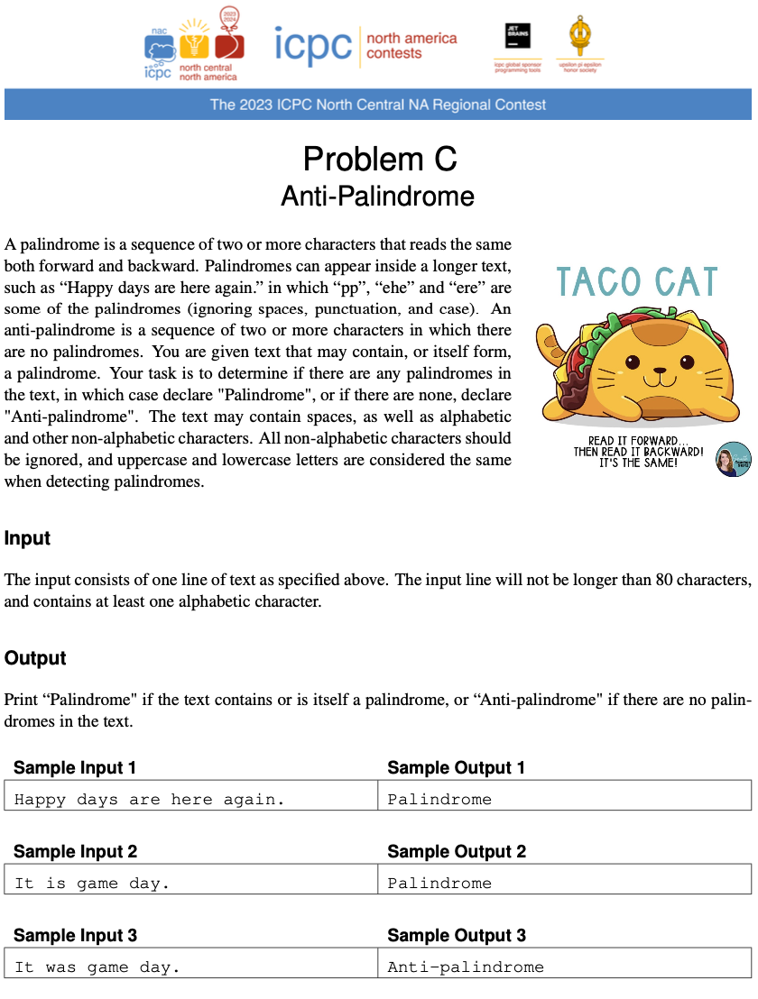 nac
2023
2024
icpc
north central
north america
icpc
north america
contests
JET
BRAINS
icpc global sponsor
programming tools
upsilon pi epsilon
honor society
The 2023 ICPC North Central NA Regional Contest
Problem C
Anti-Palindrome
A palindrome is a sequence of two or more characters that reads the same
both forward and backward. Palindromes can appear inside a longer text,
such as “Happy days are here again.” in which “pp”, “ehe” and “ere” are
some of the palindromes (ignoring spaces, punctuation, and case). An
anti-palindrome is a sequence of two or more characters in which there
are no palindromes. You are given text that may contain, or itself form,
a palindrome. Your task is to determine if there are any palindromes in
the text, in which case declare "Palindrome", or if there are none, declare
"Anti-palindrome". The text may contain spaces, as well as alphabetic
and other non-alphabetic characters. All non-alphabetic characters should
be ignored, and uppercase and lowercase letters are considered the same
when detecting palindromes.
TACO CAT
READ IT FORWARD...
THEN READ IT BACKWARD!
IT'S THE SAME!
Input
The input consists of one line of text as specified above. The input line will not be longer than 80 characters,
and contains at least one alphabetic character.
Output
Print “Palindrome" if the text contains or is itself a palindrome, or “Anti-palindrome" if there are no palin-
dromes in the text.
Sample Input 1 Sample Output 1
Happy days are here again. Palindrome
Sample Input 2 Sample Output 2
It is game day. Palindrome
Sample Input 3 Sample Output 3
It was game day. Anti-palindrome